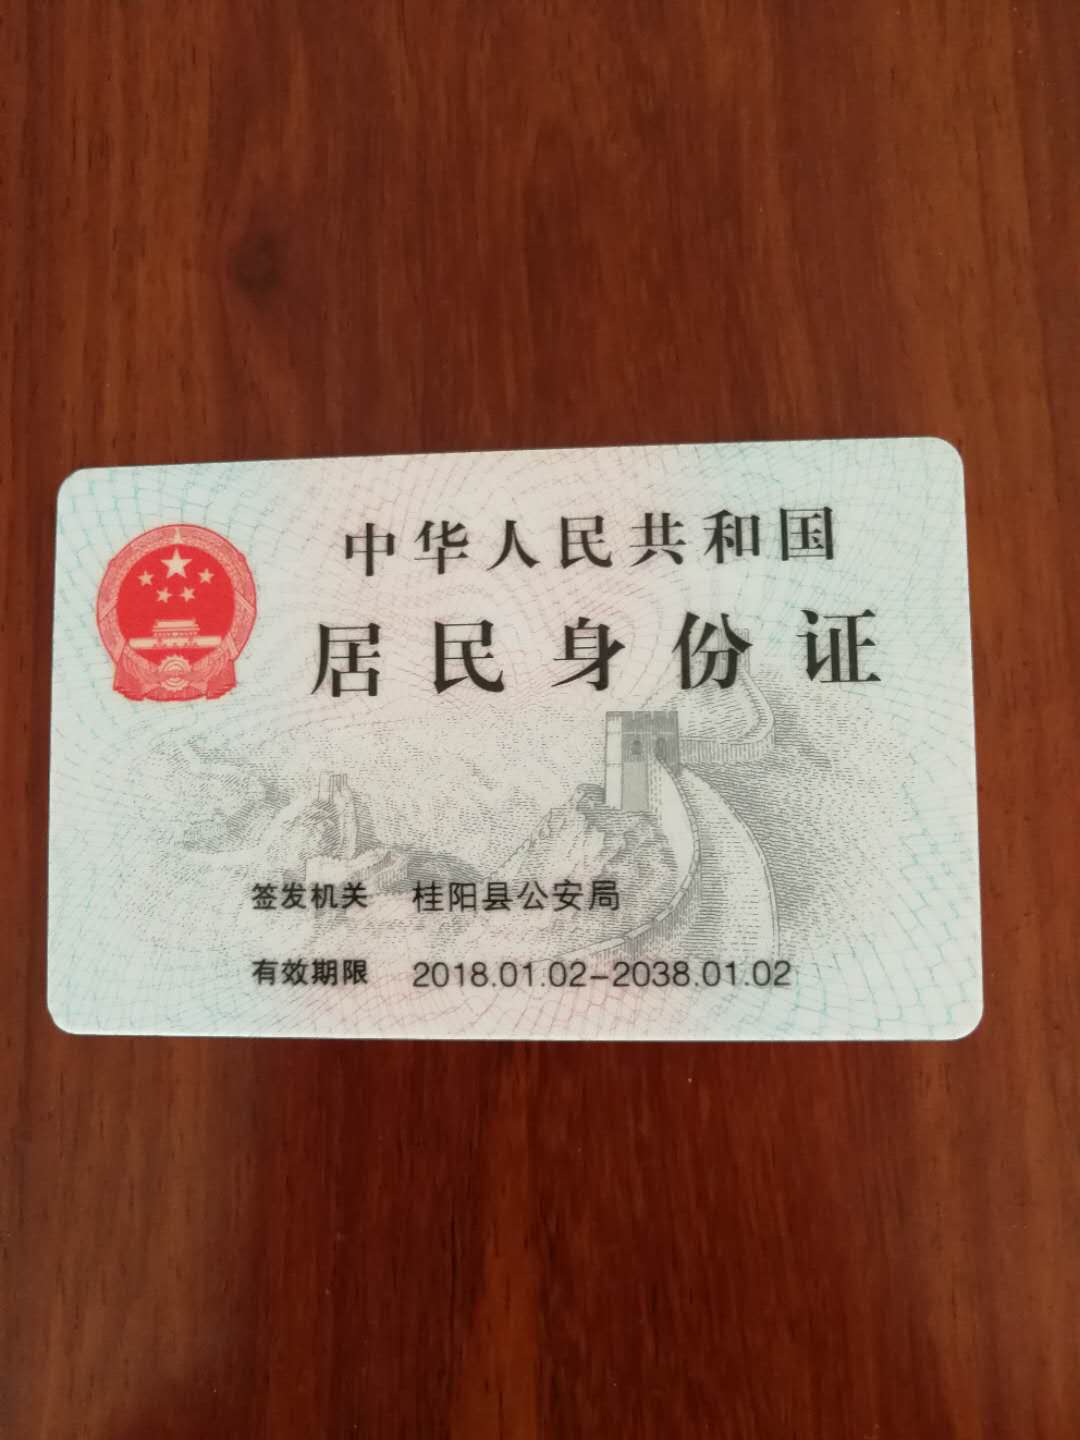 中华人民共和国
居民身份证
签发机关 桂阳县公安局
有效期限 2018.01.02-2038.01.02